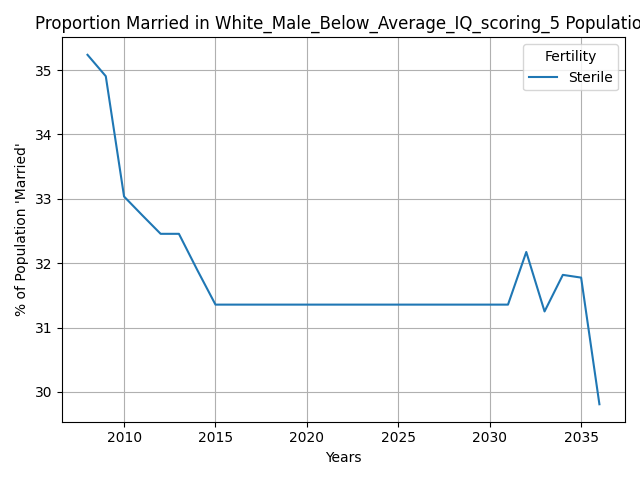 Proportion Married in White_Male_Below_Average_IQ_scoring_5 Populatio
Fertility
Sterile
% of Population 'Married'
35
34
33
32
31
30
2010 2015 2020 2025 2030 2035
Years